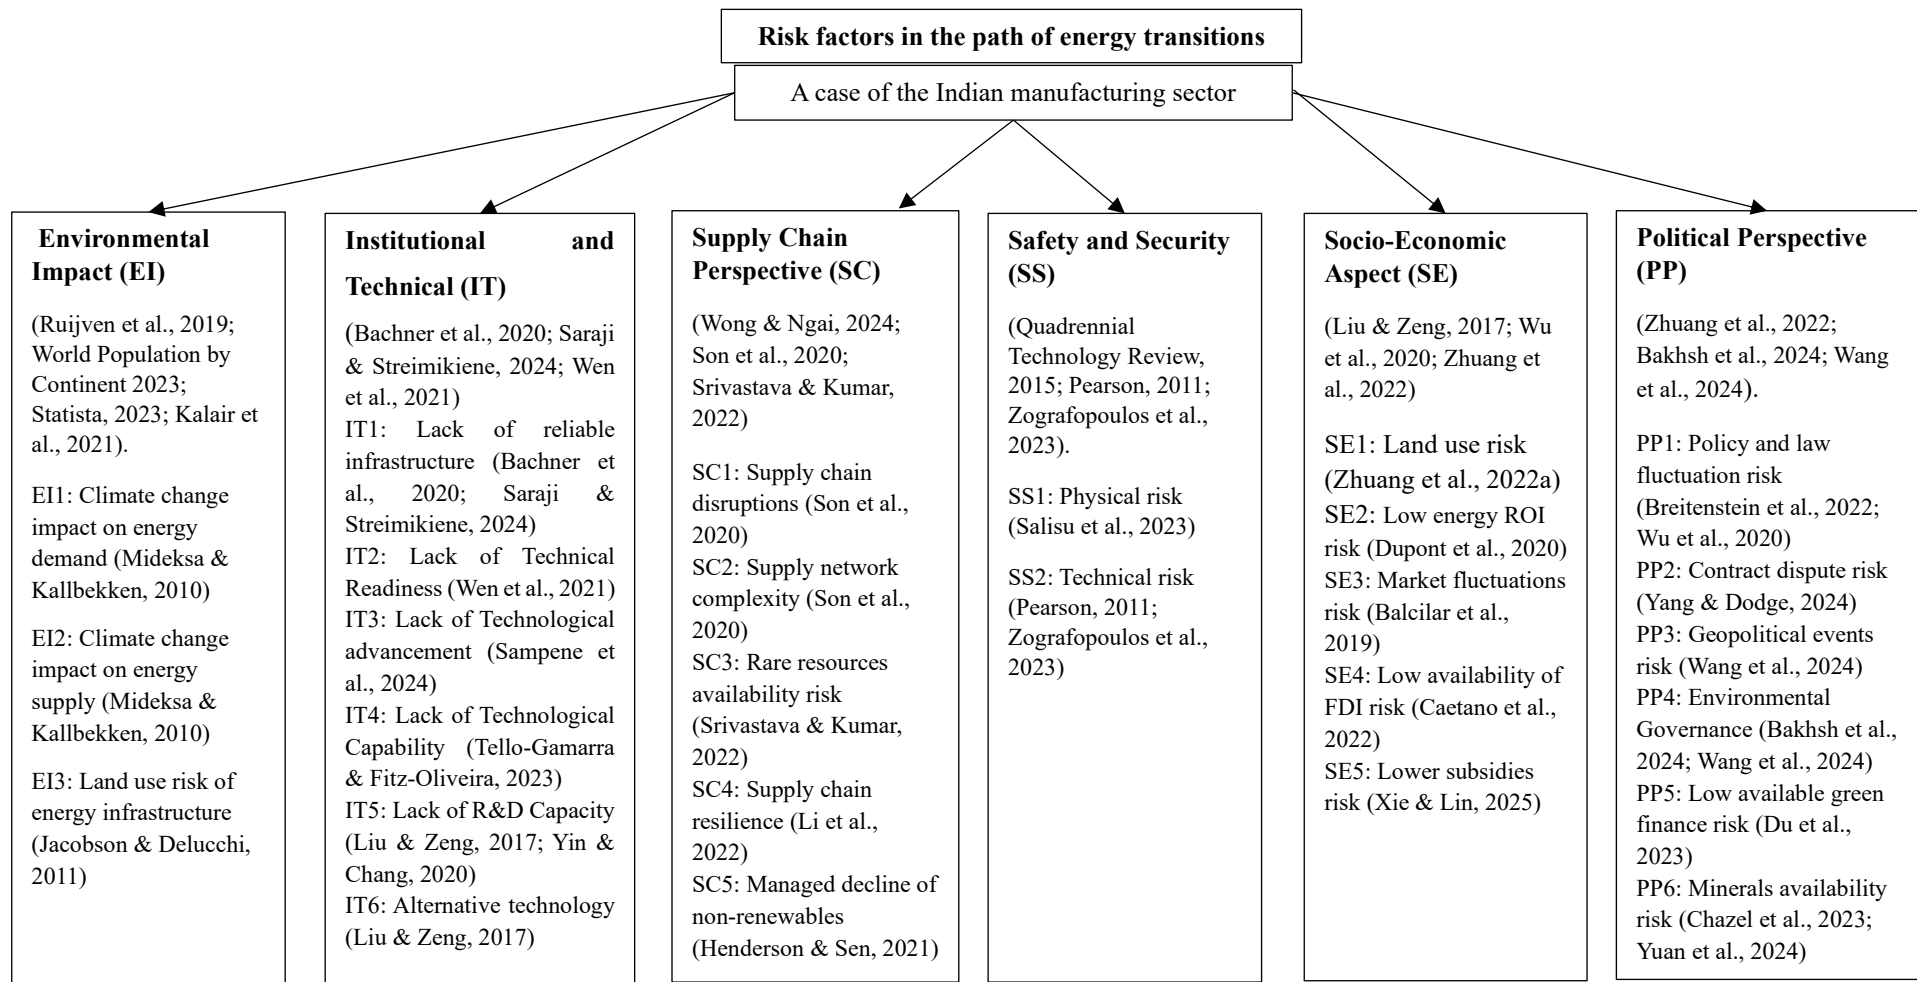 Risk factors in the path of energy transitions
A case of the Indian manufacturing sector
Environmental
Impact (EI)
(Ruijven et al., 2019;
World Population by
Continent 2023;
Statista, 2023; Kalair et
al., 2021).
EI1: Climate change
impact on energy
demand (Mideksa &
Kallbekken, 2010)
EI2: Climate change
impact on energy
supply (Mideksa &
Kallbekken, 2010)
EI3: Land use risk of
energy infrastructure
(Jacobson & Delucchi,
2011)
Institutional and
Technical (IT)
(Bachner et al., 2020; Saraji
& Streimikiene, 2024; Wen
et al., 2021)
IT1: Lack of reliable
infrastructure (Bachner et
al., 2020; Saraji &
Streimikiene, 2024)
IT2: Lack of Technical
Readiness (Wen et al., 2021)
IT3: Lack of Technological
advancement (Sampene et
al., 2024)
IT4: Lack of Technological
Capability (Tello-Gamarra
& Fitz-Oliveira, 2023)
IT5: Lack of R&D Capacity
(Liu & Zeng, 2017; Yin &
Chang, 2020)
IT6: Alternative technology
(Liu & Zeng, 2017)
Supply Chain
Perspective (SC)
(Wong & Ngai, 2024;
Son et al., 2020;
Srivastava & Kumar,
2022)
SC1: Supply chain
disruptions (Son et al.,
2020)
SC2: Supply network
complexity (Son et al.,
2020)
SC3: Rare resources
availability risk
(Srivastava & Kumar,
2022)
SC4: Supply chain
resilience (Li et al.,
2022)
SC5: Managed decline of
non-renewables
(Henderson & Sen, 2021)
Safety and Security
(SS)
(Quadrennial
Technology Review,
2015; Pearson, 2011;
Zografopoulos et al.,
2023).
SS1: Physical risk
(Salisu et al., 2023)
SS2: Technical risk
(Pearson, 2011;
Zografopoulos et al.,
2023)
Socio-Economic
Aspect (SE)
(Liu & Zeng, 2017; Wu
et al., 2020; Zhuang et
al., 2022)
SE1: Land use risk
(Zhuang et al., 2022a)
SE2: Low energy ROI
risk (Dupont et al., 2020)
SE3: Market fluctuations
risk (Balcilar et al.,
2019)
SE4: Low availability of
FDI risk (Caetano et al.,
2022)
SE5: Lower subsidies
risk (Xie & Lin, 2025)
Political Perspective
(PP)
(Zhuang et al., 2022;
Bakhsh et al., 2024; Wang
et al., 2024).
PP1: Policy and law
fluctuation risk
(Breitenstein et al., 2022;
Wu et al., 2020)
PP2: Contract dispute risk
(Yang & Dodge, 2024)
PP3: Geopolitical events
risk (Wang et al., 2024)
PP4: Environmental
Governance (Bakhsh et al.,
2024; Wang et al., 2024)
PP5: Low available green
finance risk (Du et al.,
2023)
PP6: Minerals availability
risk (Chazel et al., 2023;
Yuan et al., 2024)